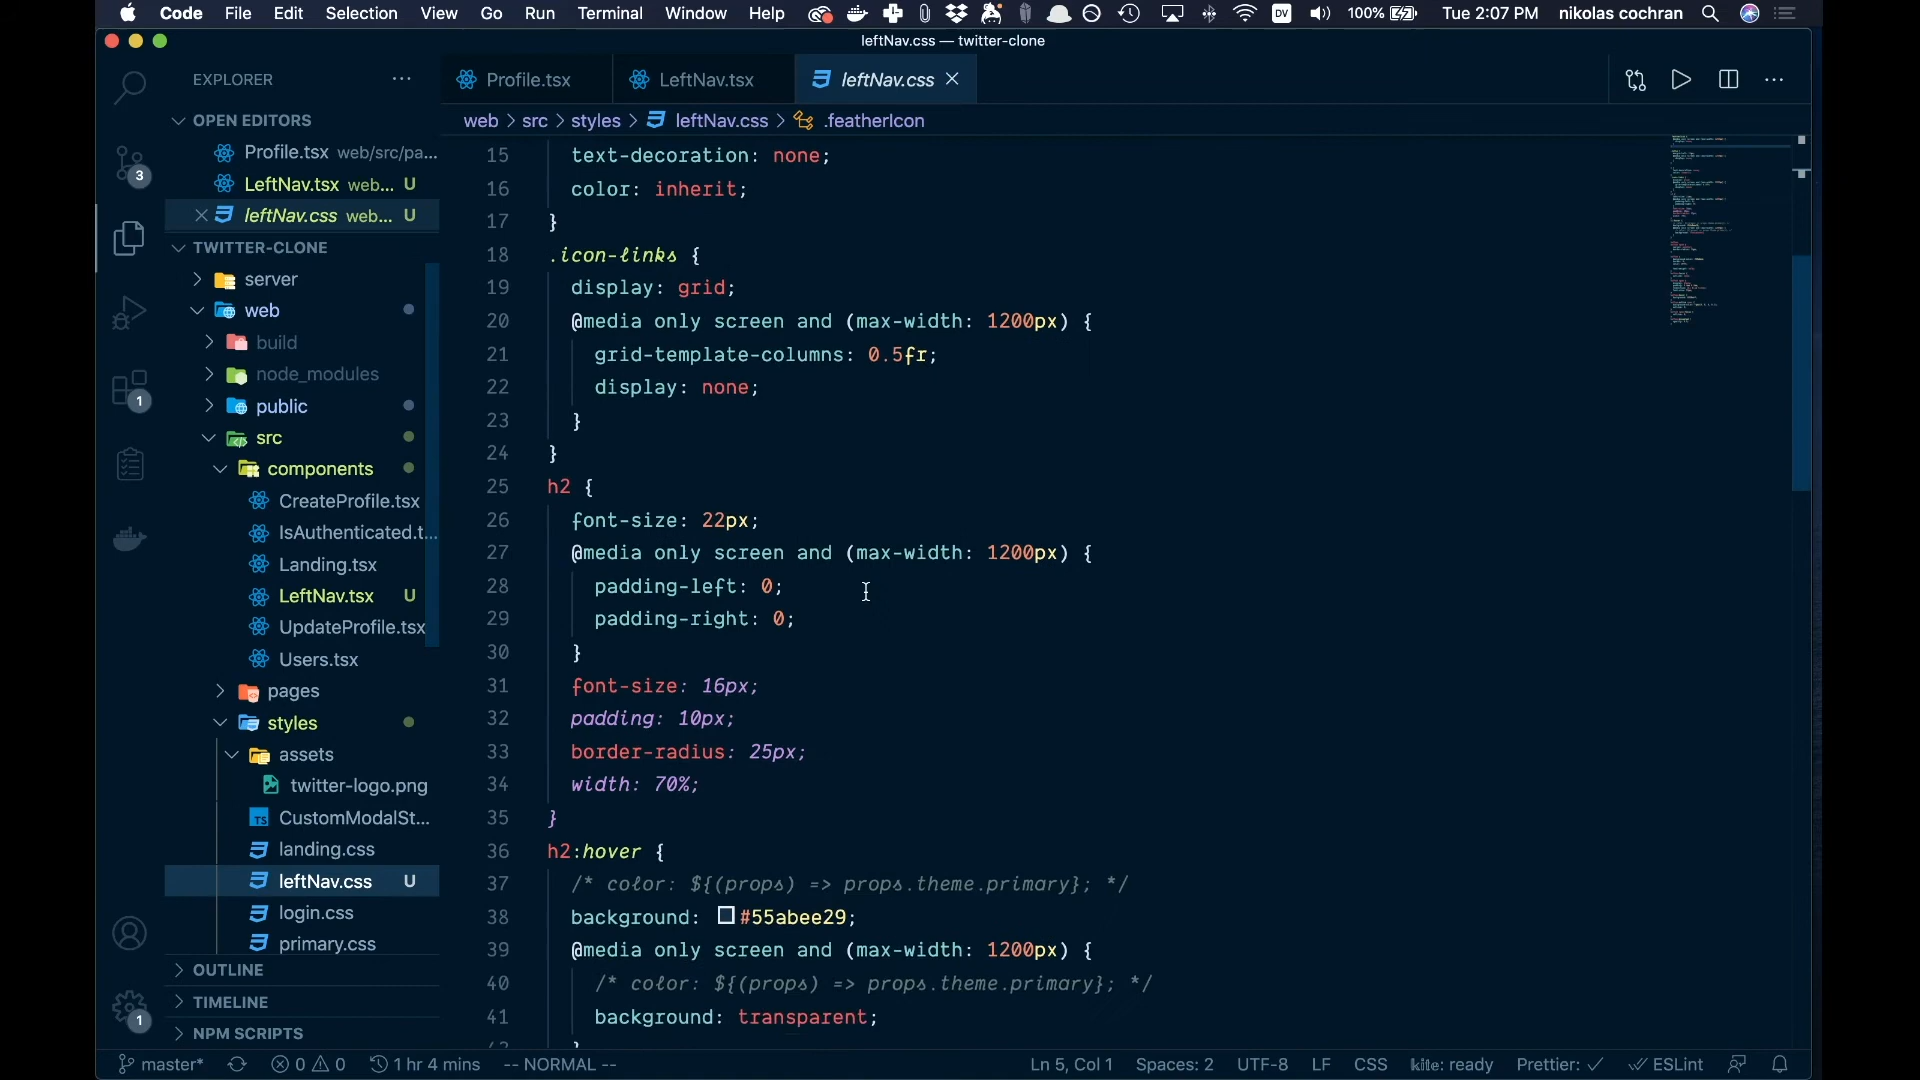 Code File Edit Selection View Go Run Terminal Window Help DV 100% Tue 2:07 PM nikolas cochran
leftNav.css — twitter-clone
EXPLORER
Profile.tsx LeftNav.tsx leftNav.css
OPEN EDITORS
web > src > styles > leftNav.css > .featherIcon
Profile.tsx web/src/pa...
LeftNav.tsx web... U
leftNav.css web... U
TWITTER-CLONE
server
web
build
node_modules
public
src
components
CreateProfile.tsx
IsAuthenticated.t...
Landing.tsx
LeftNav.tsx U
UpdateProfile.tsx
Users.tsx
pages
styles
assets
twitter-logo.png
TS CustomModalSt...
landing.css
leftNav.css U
login.css
primary.css
OUTLINE
TIMELINE
NPM SCRIPTS
3
1
1
15 text-decoration: none;
16 color: inherit;
17 }
18 .icon-links {
19 display: grid;
20 @media only screen and (max-width: 1200px) {
21 grid-template-columns: 0.5fr;
22 display: none;
23 }
24 }
25 h2 {
26 font-size: 22px;
27 @media only screen and (max-width: 1200px) {
28 padding-left: 0;
29 padding-right: 0;
30 }
31 font-size: 16px;
32 padding: 10px;
33 border-radius: 25px;
34 width: 70%;
35 }
36 h2:hover {
37 /* color: ${(props) => props.theme.primary}; */
38 background: #55abee29;
39 @media only screen and (max-width: 1200px) {
40 /* color: ${(props) => props.theme.primary}; */
41 background: transparent;
master* 0 0 1 hr 4 mins -- NORMAL -- Ln 5, Col 1 Spaces: 2 UTF-8 LF CSS kite: ready Prettier: ✓ ESLint